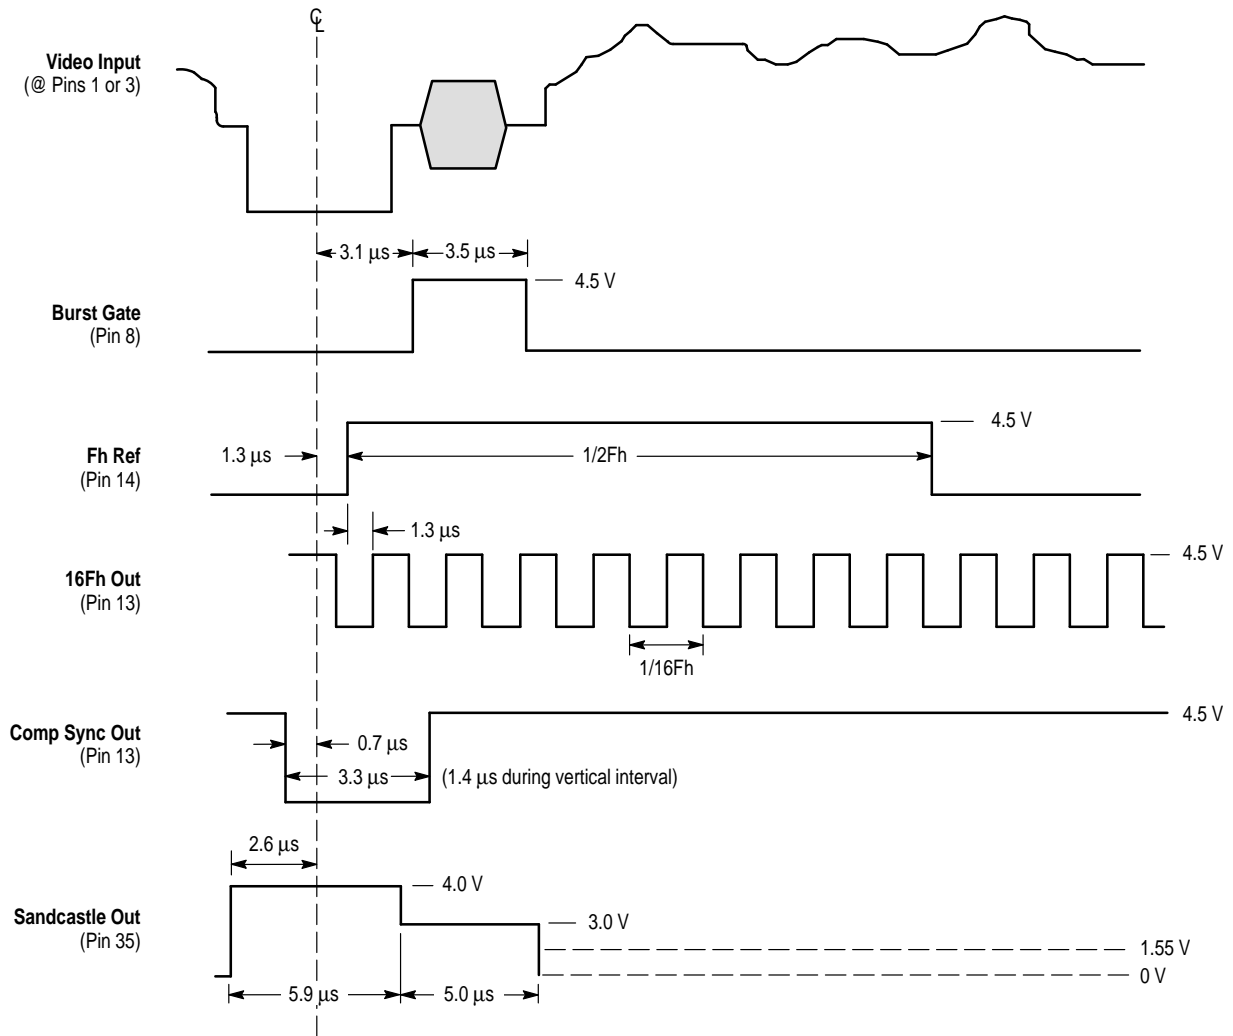 ℄
Video Input
(@ Pins 1 or 3)
3.1 μs
3.5 μs
4.5 V
Burst Gate
(Pin 8)
4.5 V
1.3 μs
Fh Ref
(Pin 14)
1/2Fh
1.3 μs
4.5 V
16Fh Out
(Pin 13)
1/16Fh
4.5 V
Comp Sync Out
(Pin 13)
0.7 μs
3.3 μs
(1.4 μs during vertical interval)
2.6 μs
4.0 V
Sandcastle Out
(Pin 35)
3.0 V
1.55 V
0 V
5.9 μs
5.0 μs